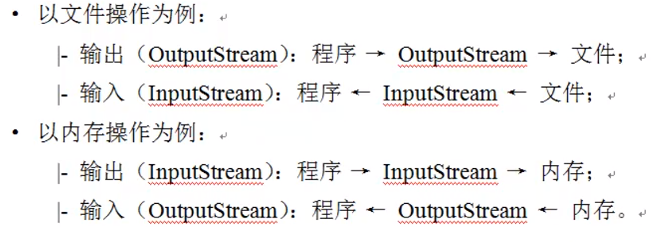 • 以文件操作为例：
|- 输出（OutputStream）：程序 → OutputStream → 文件；
|- 输入（InputStream）：程序 ← InputStream ← 文件；
• 以内存操作为例：
|- 输出（InputStream）：程序 → InputStream → 内存；
|- 输入（OutputStream）：程序 ← OutputStream ← 内存。